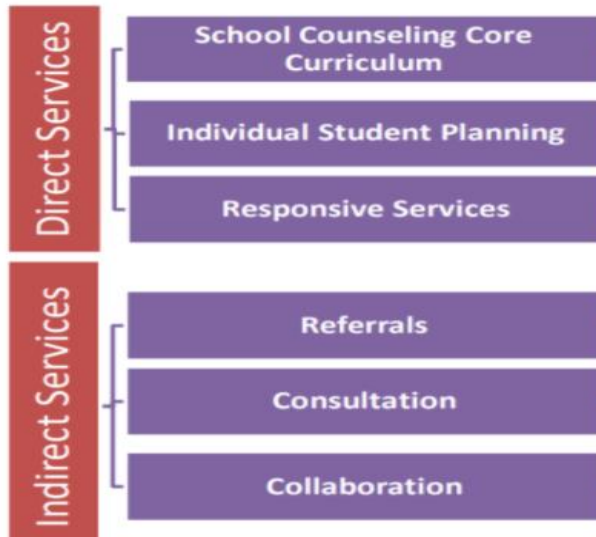 Direct Services
School Counseling Core
Curriculum
Individual Student Planning
Responsive Services
Indirect Services
Referrals
Consultation
Collaboration